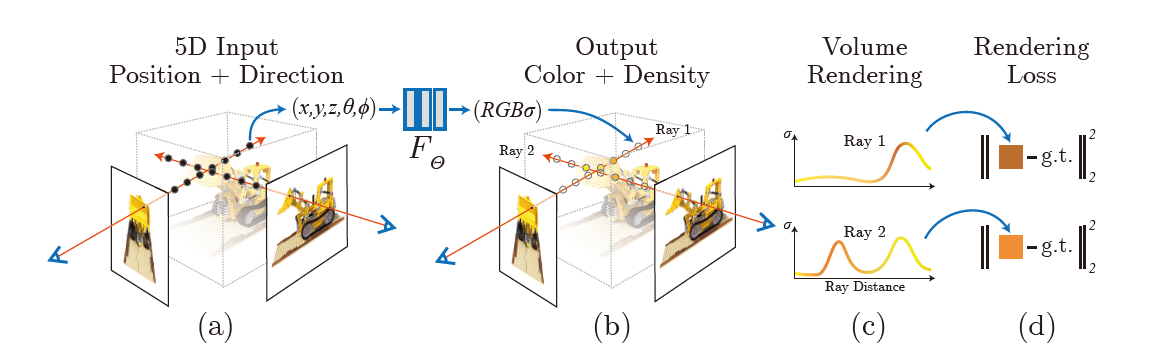 5D Input
Position + Direction
Output
Color + Density
Volume
Rendering
Rendering
Loss
(x,y,z,θ,ϕ)
F_Θ
(RGBσ)
Ray 1
Ray 2
σ
Ray 1
‖ – g.t. ‖²₂
σ
Ray 2
Ray Distance
‖ – g.t. ‖²₂
(a)
(b)
(c)
(d)